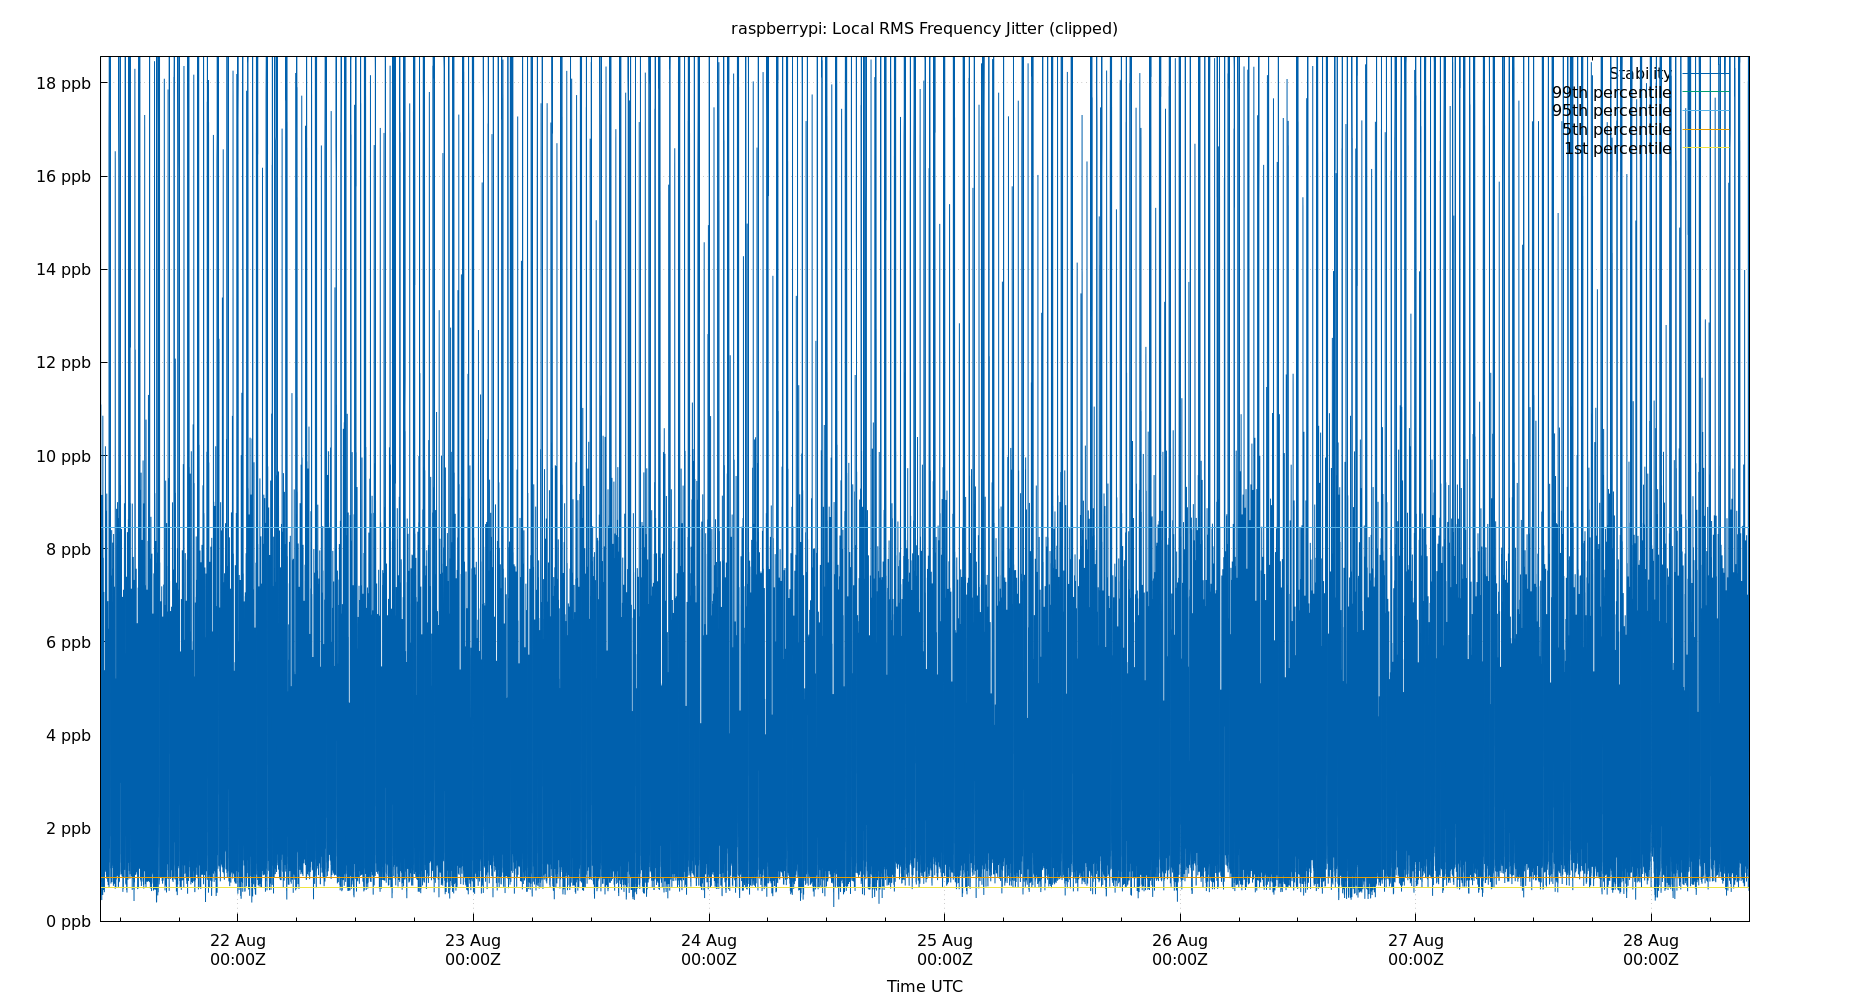 raspberrypi: Local RMS Frequency Jitter (clipped)
18 ppb
16 ppb
14 ppb
12 ppb
10 ppb
8 ppb
6 ppb
4 ppb
2 ppb
0 ppb
Stability
99th percentile
95th percentile
5th percentile
1st percentile
22 Aug 23 Aug 24 Aug 25 Aug 26 Aug 27 Aug 28 Aug
00:00Z 00:00Z 00:00Z 00:00Z 00:00Z 00:00Z 00:00Z
Time UTC